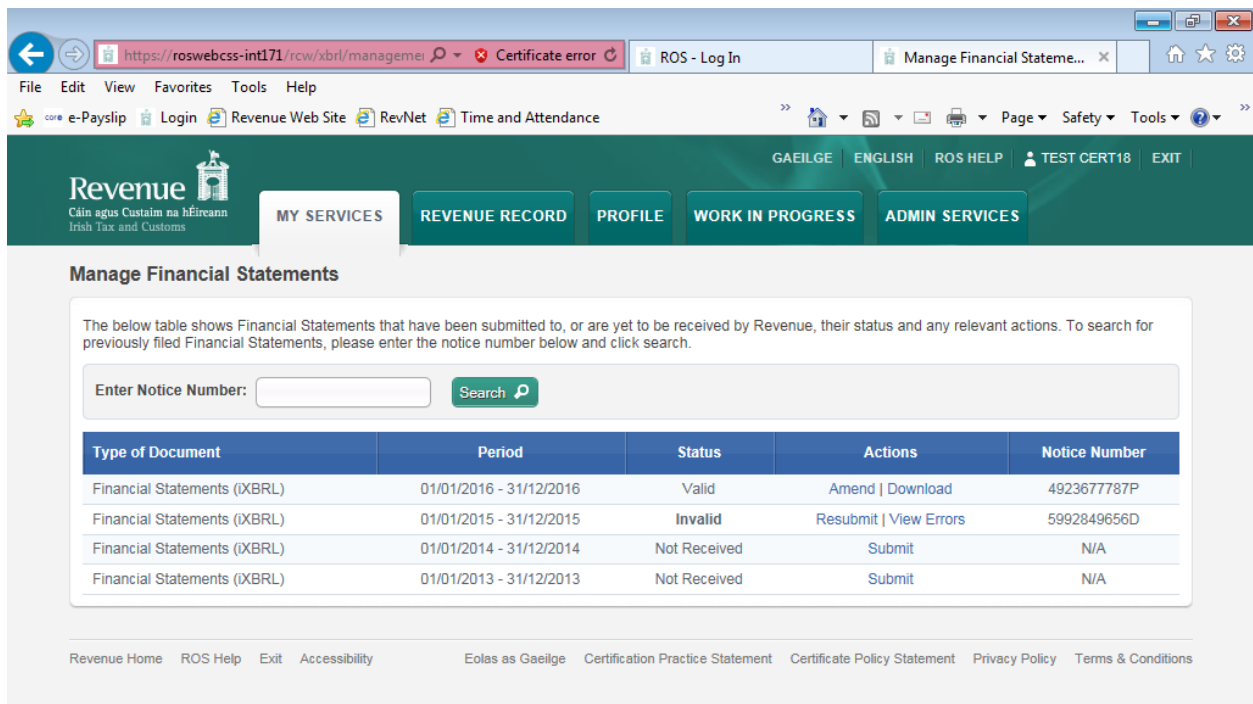 https://roswebcss-int171/rcw/xbrl/managemei Certificate error ROS - Log In Manage Financial Stateme...
File Edit View Favorites Tools Help
core e-Payslip Login Revenue Web Site RevNet Time and Attendance Page Safety Tools
GAEILGE ENGLISH ROS HELP TEST CERT18 EXIT
Revenue
Cáin agus Custaim na hÉireann
Irish Tax and Customs
MY SERVICES REVENUE RECORD PROFILE WORK IN PROGRESS ADMIN SERVICES
Manage Financial Statements
The below table shows Financial Statements that have been submitted to, or are yet to be received by Revenue, their status and any relevant actions. To search for
previously filed Financial Statements, please enter the notice number below and click search.
Enter Notice Number: Search
Type of Document Period Status Actions Notice Number
Financial Statements (iXBRL) 01/01/2016 - 31/12/2016 Valid Amend | Download 4923677787P
Financial Statements (iXBRL) 01/01/2015 - 31/12/2015 Invalid Resubmit | View Errors 5992849656D
Financial Statements (iXBRL) 01/01/2014 - 31/12/2014 Not Received Submit N/A
Financial Statements (iXBRL) 01/01/2013 - 31/12/2013 Not Received Submit N/A
Revenue Home ROS Help Exit Accessibility Eolas as Gaeilge Certification Practice Statement Certificate Policy Statement Privacy Policy Terms & Conditions